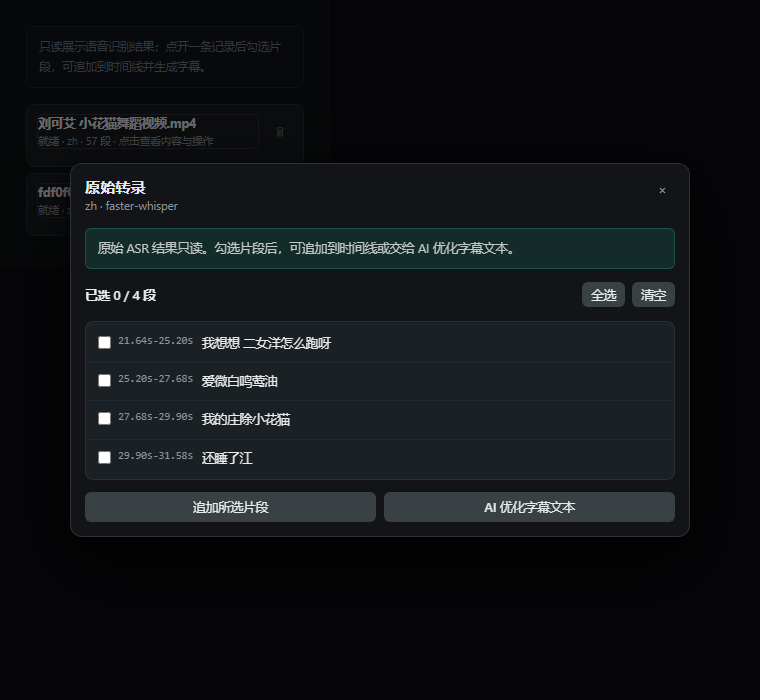 只读展示语音识别结果；点开一条记录后勾选片
段，可追加到时间线并生成字幕。
刘可艾 小花猫舞蹈视频.mp4
就绪 · zh · 57 段 · 点击查看内容与操作
fdf0f
就绪 ·
原始转录
×
zh · faster-whisper
原始 ASR 结果只读。勾选片段后，可追加到时间线或交给 AI 优化字幕文本。
已选 0 / 4 段
全选
清空
21.64s-25.20s 我想想 二女洋怎么跑呀
25.20s-27.68s 爱微白鸣莺油
27.68s-29.90s 我的庄除小花猫
29.90s-31.58s 还睡了江
追加所选片段
AI 优化字幕文本